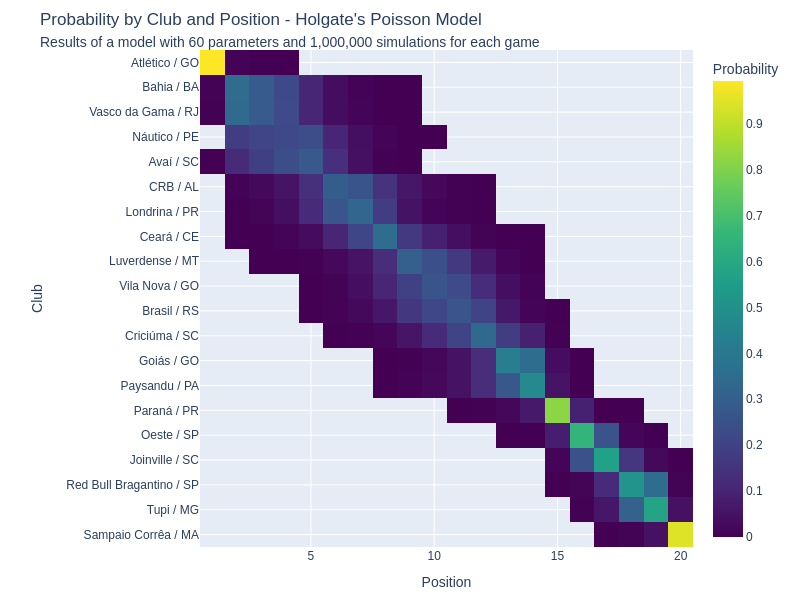 Probability by Club and Position - Holgate's Poisson Model
Results of a model with 60 parameters and 1,000,000 simulations for each game
Probability
Club
Atlético / GO
Bahia / BA
Vasco da Gama / RJ
Náutico / PE
Avaí / SC
CRB / AL
Londrina / PR
Ceará / CE
Luverdense / MT
Vila Nova / GO
Brasil / RS
Criciúma / SC
Goiás / GO
Paysandu / PA
Paraná / PR
Oeste / SP
Joinville / SC
Red Bull Bragantino / SP
Tupi / MG
Sampaio Corrêa / MA
0.9
0.8
0.7
0.6
0.5
0.4
0.3
0.2
0.1
0
5 10 15 20
Position